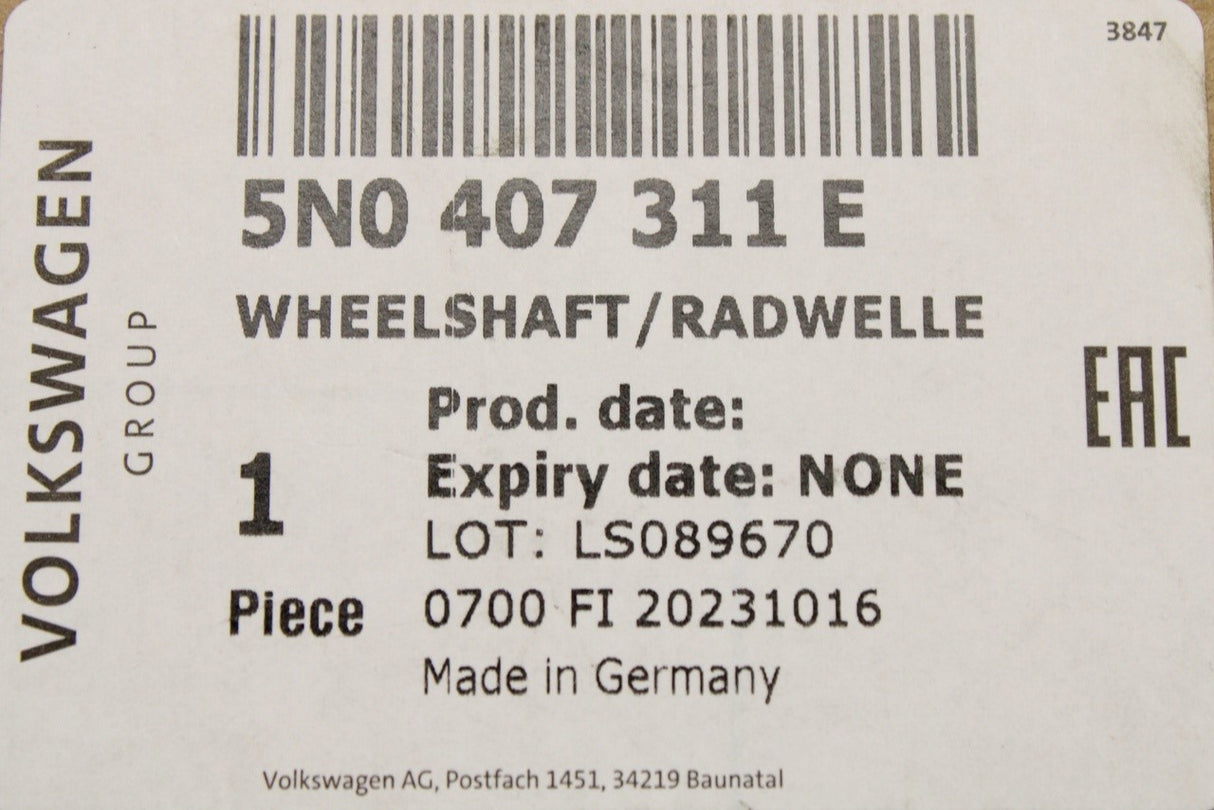 VOLKSWAGEN
GROUP
3847
5N0 407 311 E
WHEELSHAFT/RADWELLE
EAC
Prod. date:
Expiry date: NONE
LOT: LS089670
1
Piece
0700 FI 20231016
Made in Germany
Volkswagen AG, Postfach 1451, 34219 Baunatal